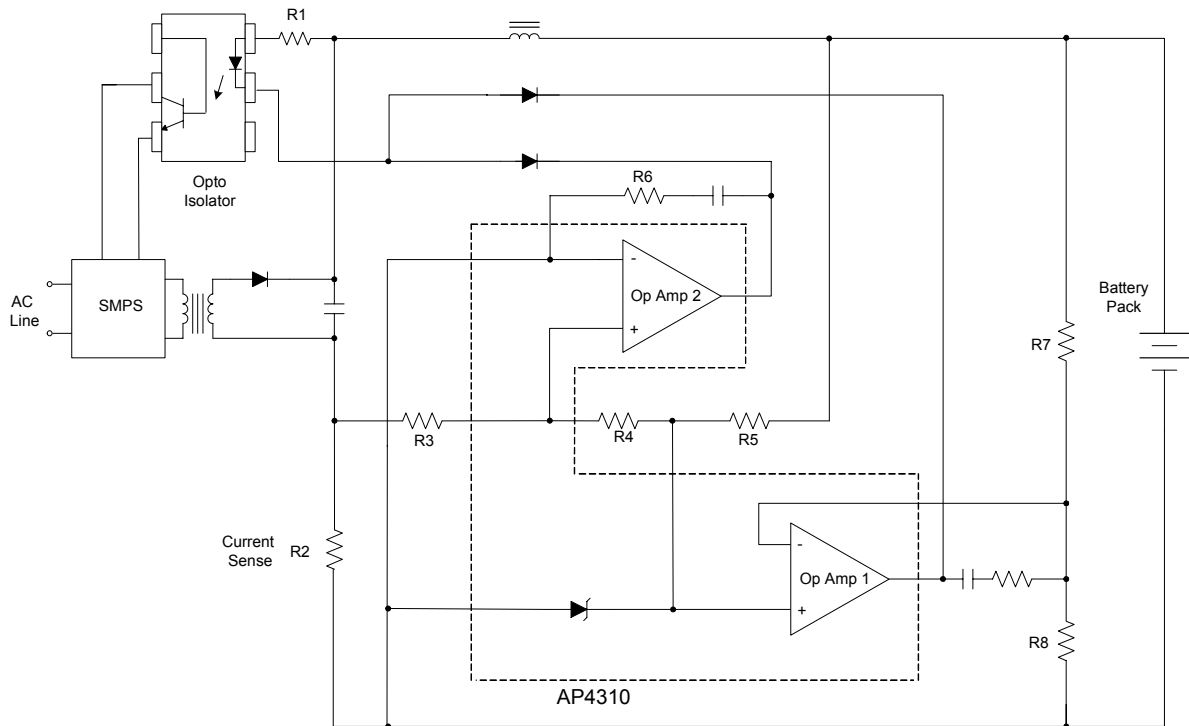 R1
Opto
Isolator
R6
-
Op Amp 2
+
AC
Line
SMPS
Battery
Pack
R7
R3
R4
R5
Current
Sense
R2
-
Op Amp 1
+
R8
AP4310